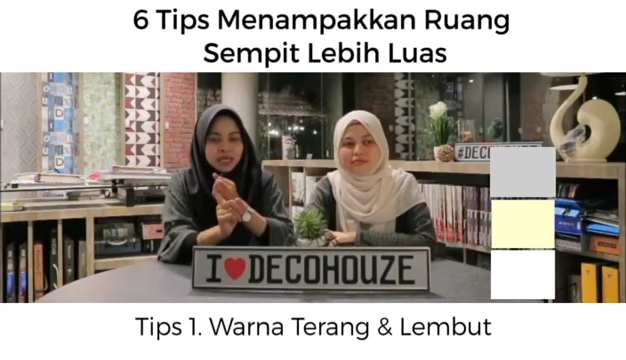 6 Tips Menampakkan Ruang
Sempit Lebih Luas
#DECO
I❤DECOHOUZE
Tips 1. Warna Terang & Lembut